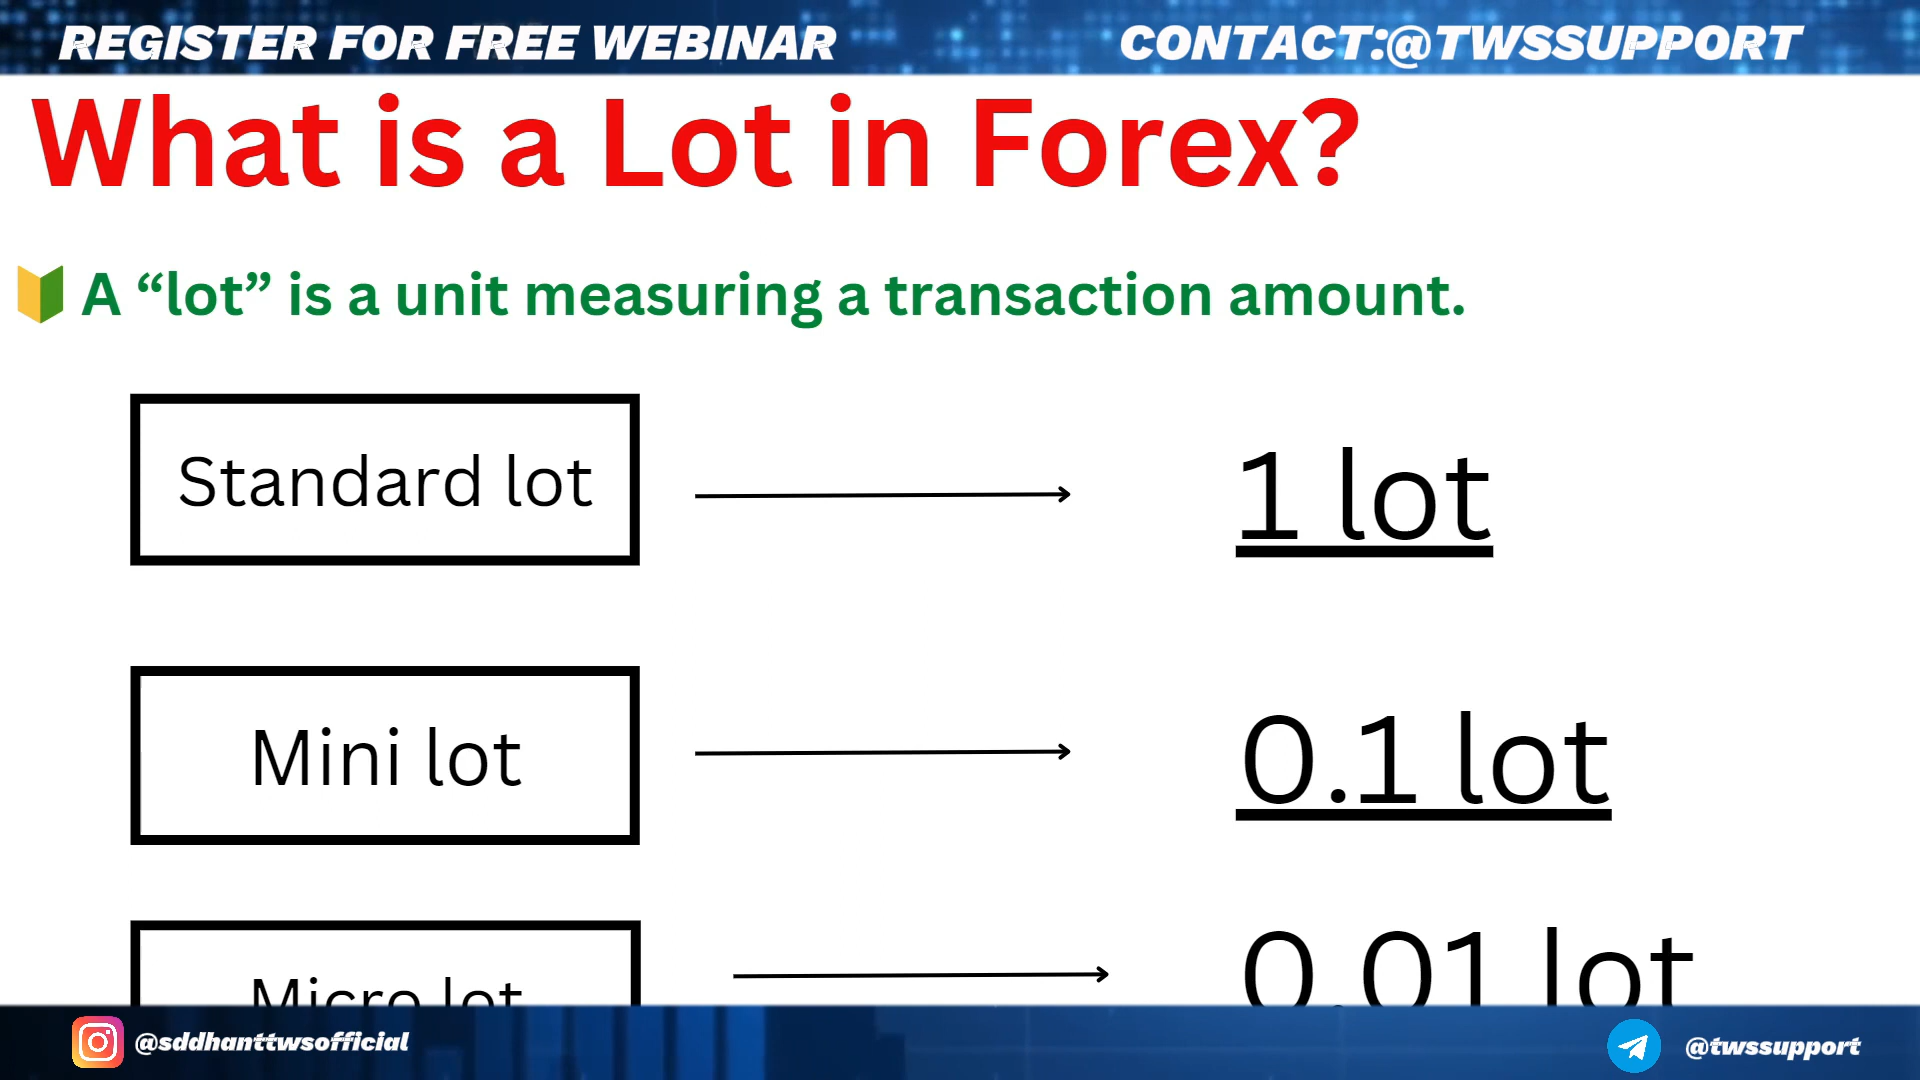 REGISTER FOR FREE WEBINAR
CONTACT:@TWSSUPPORT
What is a Lot in Forex?
A “lot” is a unit measuring a transaction amount.
Standard lot
1 lot
Mini lot
0.1 lot
Micro lot
0.01 lot
@sddhanttwsofficial
@twssupport